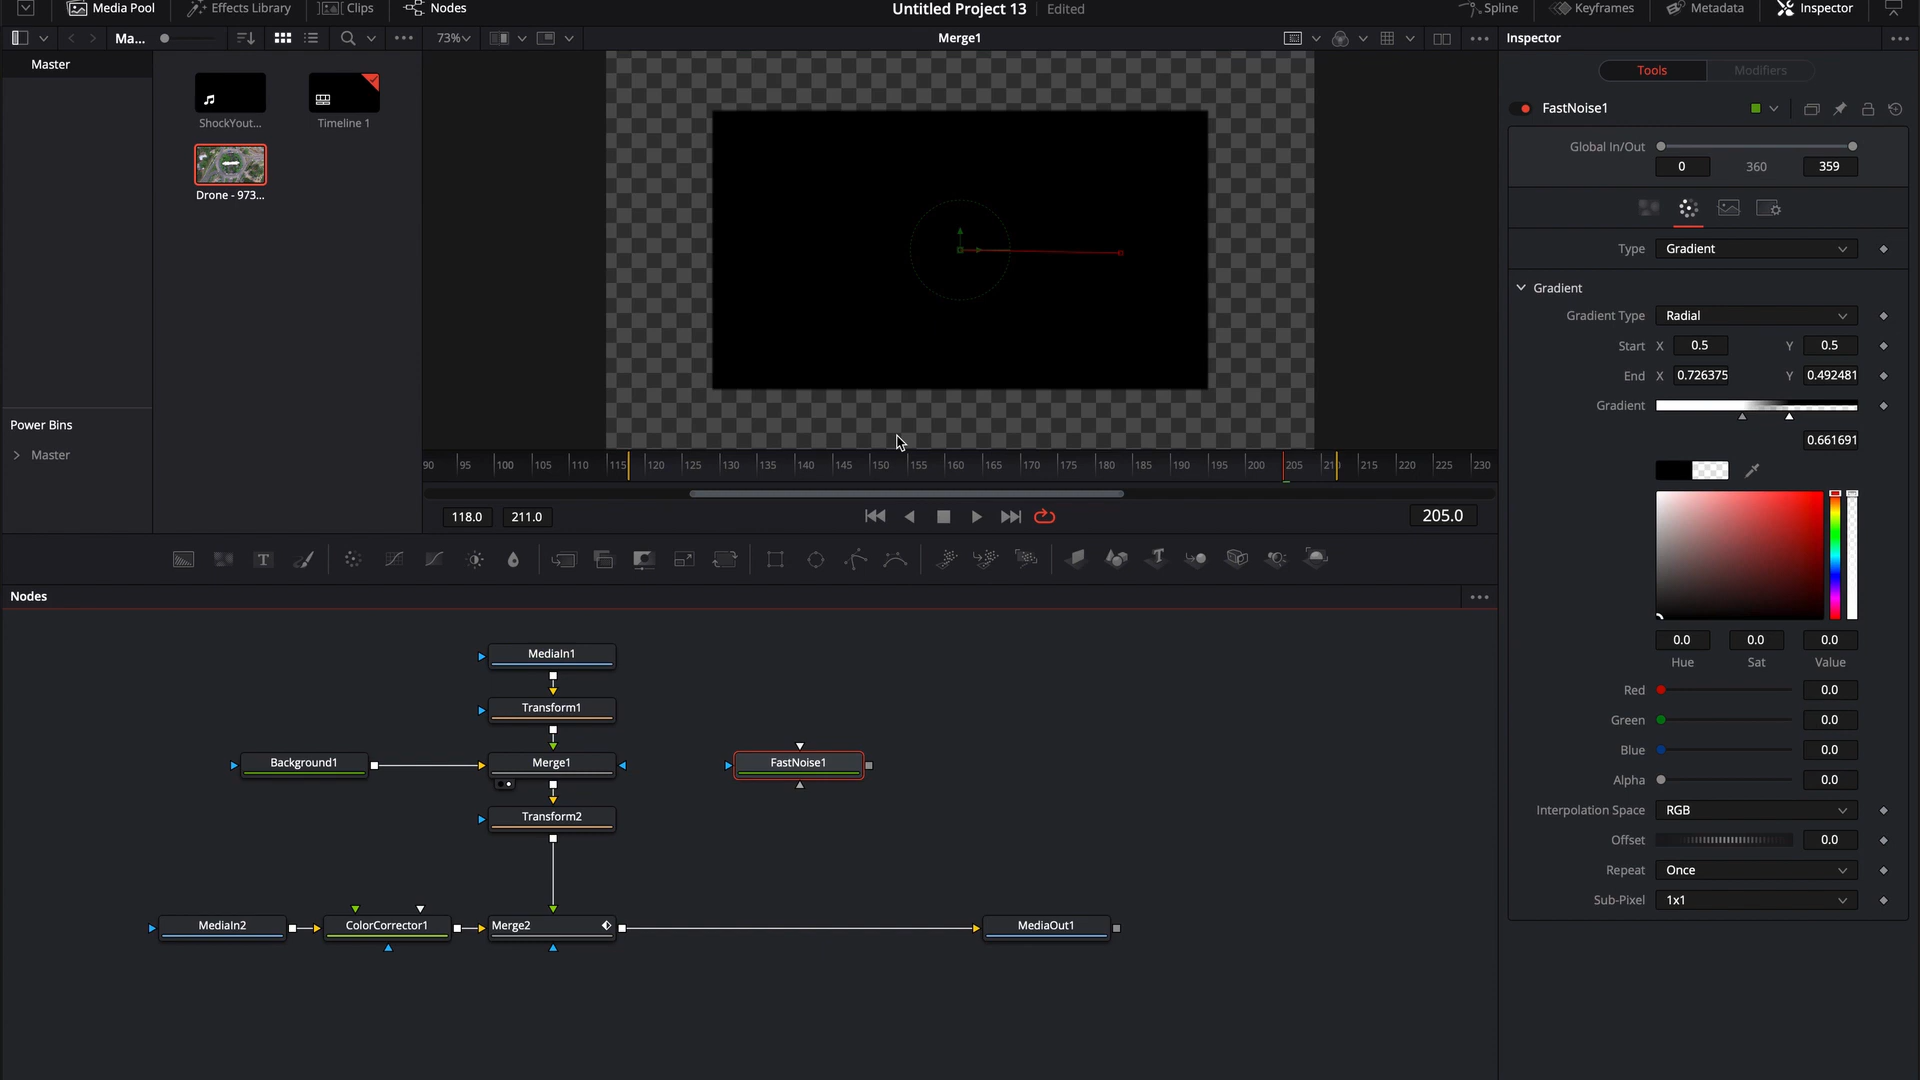 Media Pool Effects Library Clips Nodes Untitled Project 13 Edited Spline Keyframes Metadata Inspector
Ma... 73% Merge1 Inspector
Master
ShockYout... Timeline 1
Drone - 973...
Power Bins
Master
90 95 100 105 110 115 120 125 130 135 140 145 150 155 160 165 170 175 180 185 190 195 200 205 21 215 220 225 230
118.0 211.0 205.0
Nodes
MediaIn1
Transform1
Background1 Merge1 FastNoise1
Transform2
MediaIn2 ColorCorrector1 Merge2 MediaOut1
Tools Modifiers
FastNoise1
Global In/Out
0 360 359
Type Gradient
Gradient
Gradient Type Radial
Start X 0.5 Y 0.5
End X 0.726375 Y 0.492481
Gradient
0.661691
0.0 0.0 0.0
Hue Sat Value
Red 0.0
Green 0.0
Blue 0.0
Alpha 0.0
Interpolation Space RGB
Offset 0.0
Repeat Once
Sub-Pixel 1x1